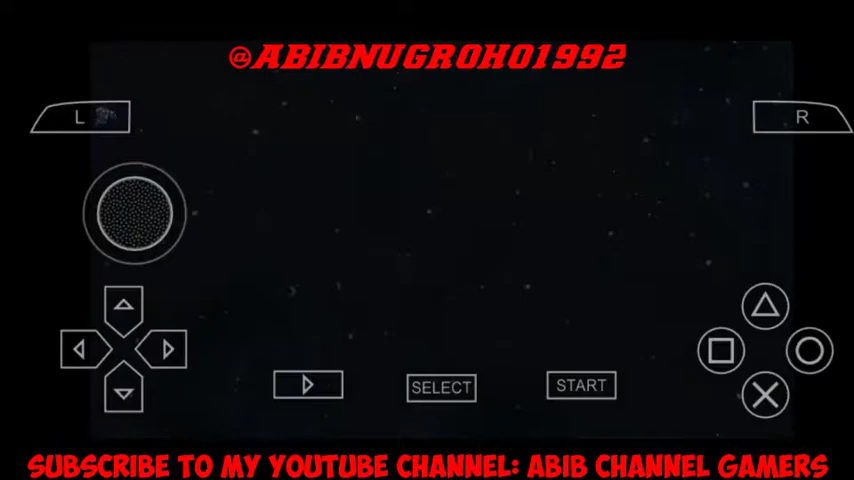 @ABIBNUGROHO1992
L
R
SELECT
START
SUBSCRIBE TO MY YOUTUBE CHANNEL: ABIB CHANNEL GAMERS